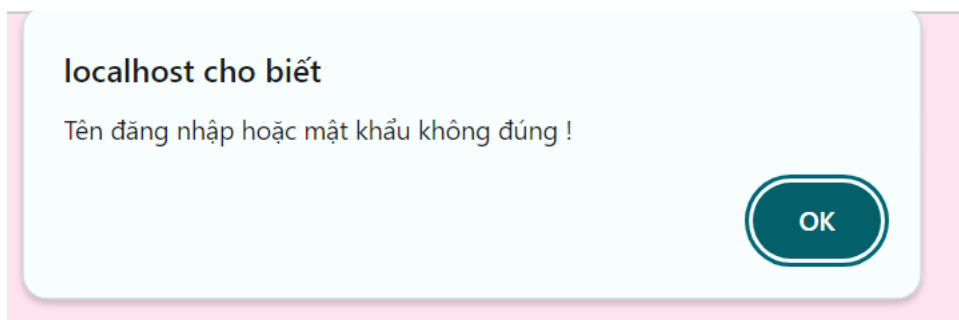 localhost cho biết
Tên đăng nhập hoặc mật khẩu không đúng !
OK